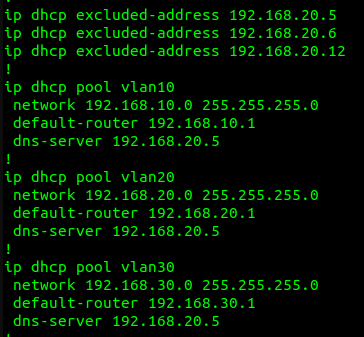 ip dhcp excluded-address 192.168.20.5
ip dhcp excluded-address 192.168.20.6
ip dhcp excluded-address 192.168.20.12
!
ip dhcp pool vlan10
 network 192.168.10.0 255.255.255.0
 default-router 192.168.10.1
 dns-server 192.168.20.5
!
ip dhcp pool vlan20
 network 192.168.20.0 255.255.255.0
 default-router 192.168.20.1
 dns-server 192.168.20.5
!
ip dhcp pool vlan30
 network 192.168.30.0 255.255.255.0
 default-router 192.168.30.1
 dns-server 192.168.20.5
!